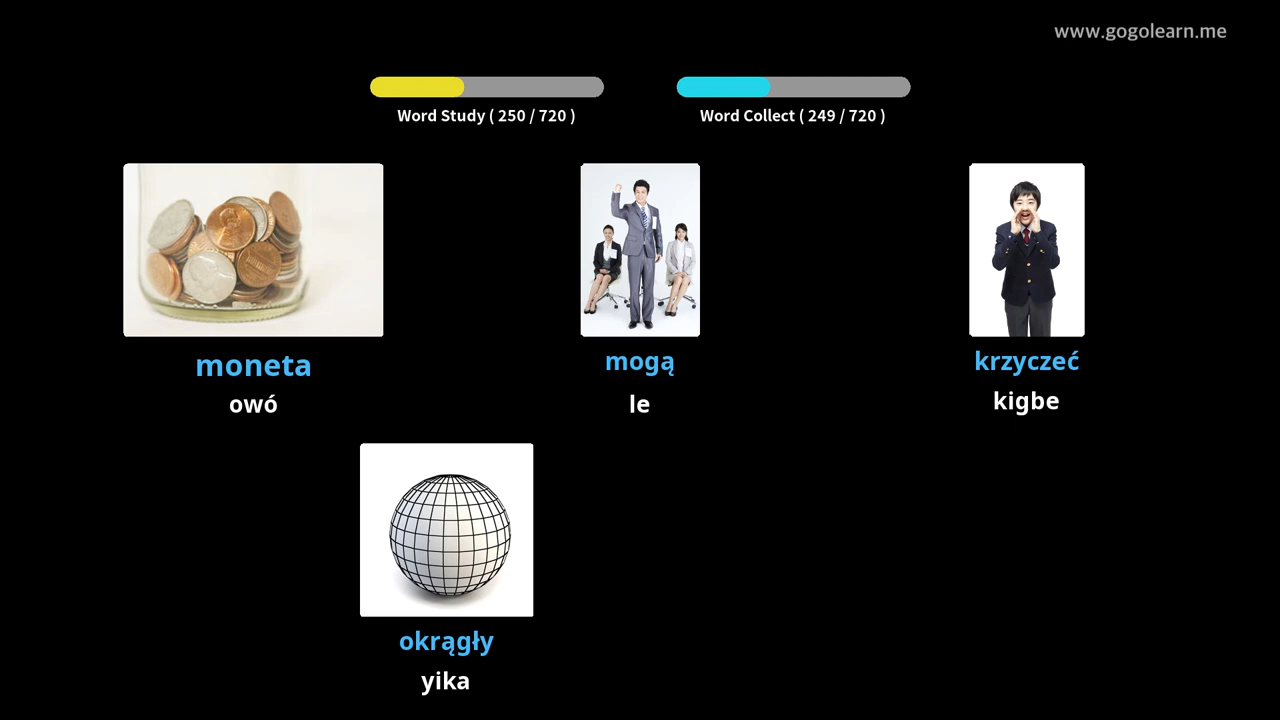 www.gogolearn.me
Word Study ( 250 / 720 )
Word Collect ( 249 / 720 )
moneta
owó
mogą
le
krzyczeć
kigbe
okrągły
yika